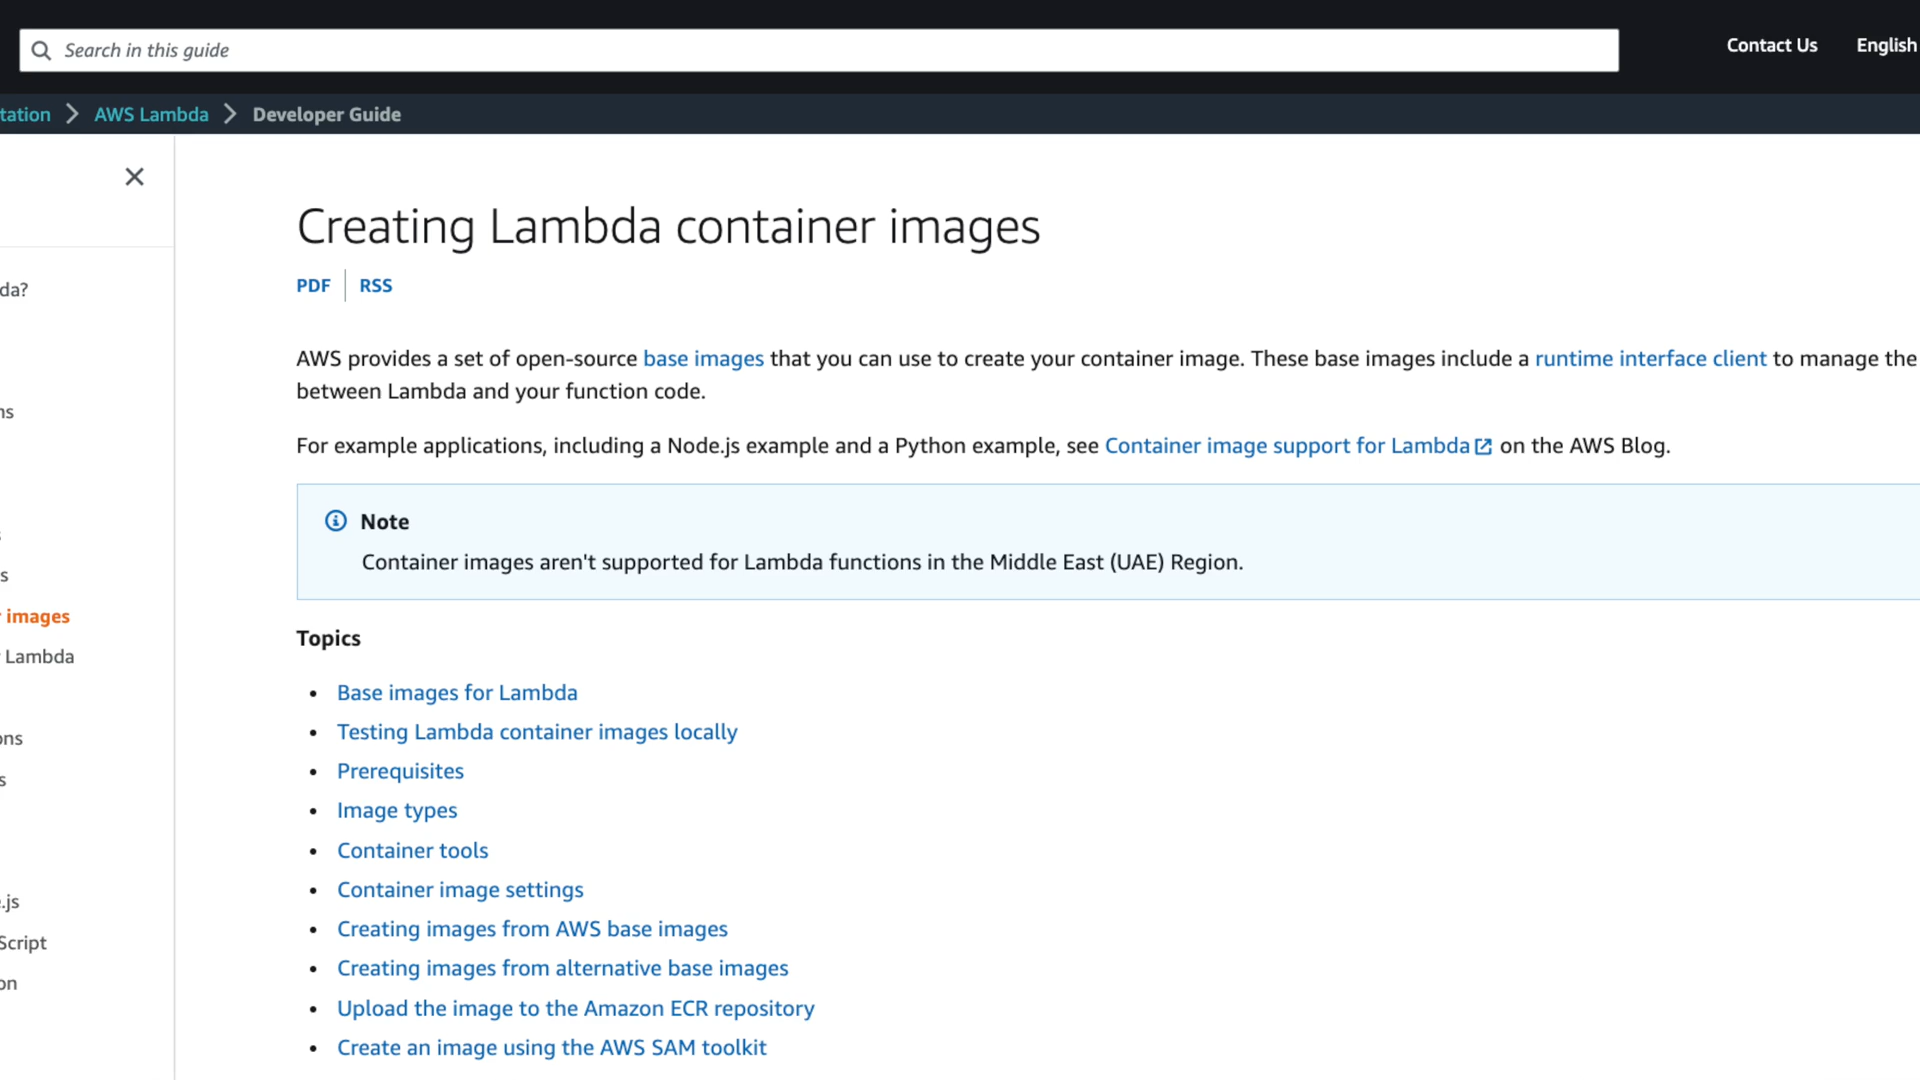 Search in this guide
Contact Us
English
tation > AWS Lambda > Developer Guide
Creating Lambda container images
PDF | RSS
da?
AWS provides a set of open-source base images that you can use to create your container image. These base images include a runtime interface client to manage the
between Lambda and your function code.
ns
For example applications, including a Node.js example and a Python example, see Container image support for Lambda on the AWS Blog.
Note
s
Container images aren't supported for Lambda functions in the Middle East (UAE) Region.
s
images
Topics
Lambda
Base images for Lambda
Testing Lambda container images locally
ons
Prerequisites
s
Image types
Container tools
Container image settings
.js
Creating images from AWS base images
Script
Creating images from alternative base images
on
Upload the image to the Amazon ECR repository
Create an image using the AWS SAM toolkit